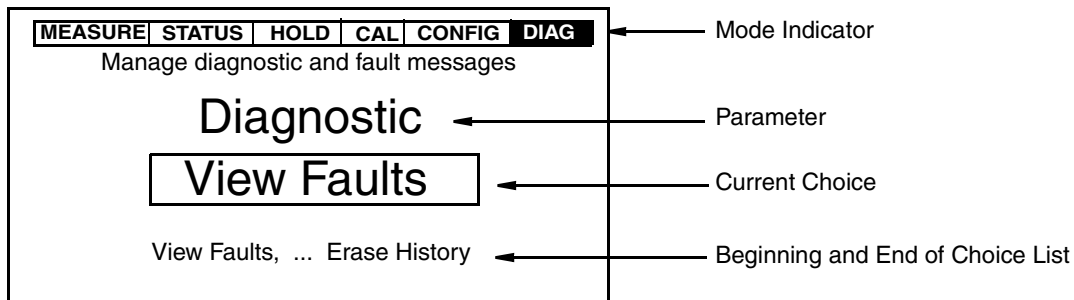 MEASURE STATUS HOLD CAL CONFIG DIAG
Mode Indicator
Manage diagnostic and fault messages
Diagnostic
Parameter
View Faults
Current Choice
View Faults, ... Erase History
Beginning and End of Choice List